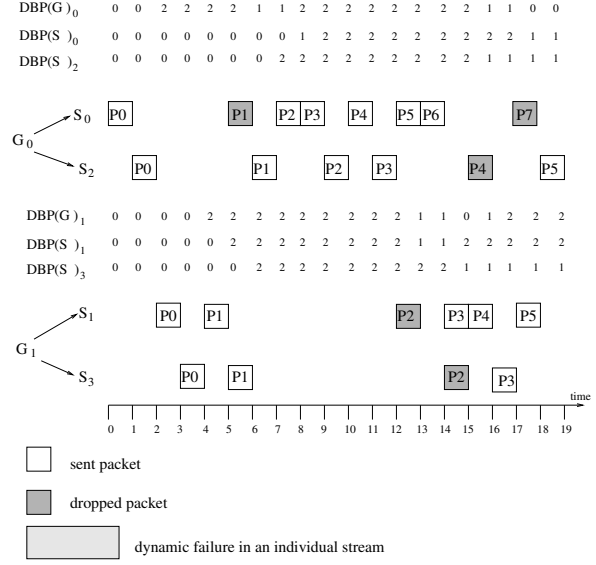 DBP(G)0 0 0 2 2 2 2 1 1 2 2 2 2 2 2 2 2 1 1 0 0
DBP(S )0 0 0 0 0 0 0 0 0 1 2 2 2 2 2 2 2 2 2 1 1
DBP(S )2 0 0 0 0 0 0 0 2 2 2 2 2 2 2 2 2 1 1 1 1
S0 P0 P1 P2 P3 P4 P5 P6 P7
G0
S2 P0 P1 P2 P3 P4 P5
DBP(G)1 0 0 0 0 2 2 2 2 2 2 2 2 2 1 1 0 1 2 2 2
DBP(S )1 0 0 0 0 0 2 2 2 2 2 2 2 2 1 1 2 2 2 2 2
DBP(S )3 0 0 0 0 0 0 2 2 2 2 2 2 2 2 2 1 1 1 1 1
S1 P0 P1 P2 P3 P4 P5
G1
S3 P0 P1 P2 P3
time
0 1 2 3 4 5 6 7 8 9 10 11 12 13 14 15 16 17 18 19
sent packet
dropped packet
dynamic failure in an individual stream